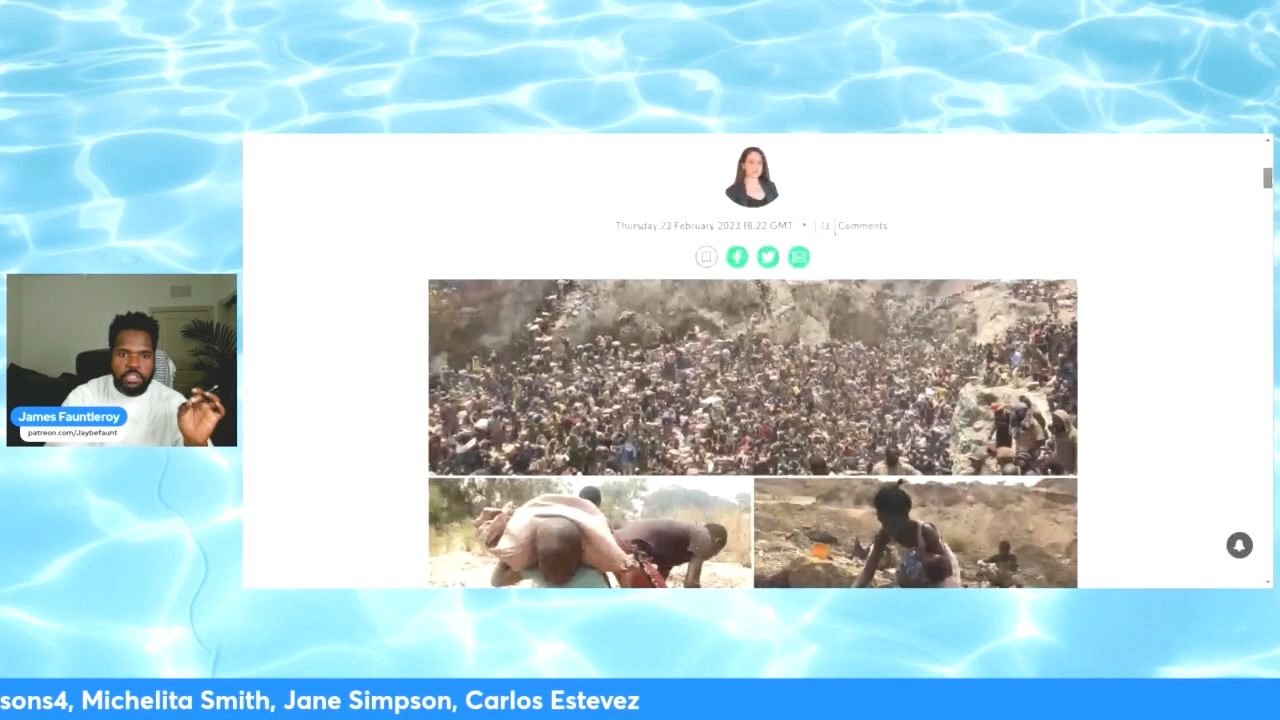 Thursday 23 February 2023 18.22 GMT • | 13 | Comments
James Fauntleroy
patreon.com/Jaybefaunt
sons4, Michelita Smith, Jane Simpson, Carlos Estevez